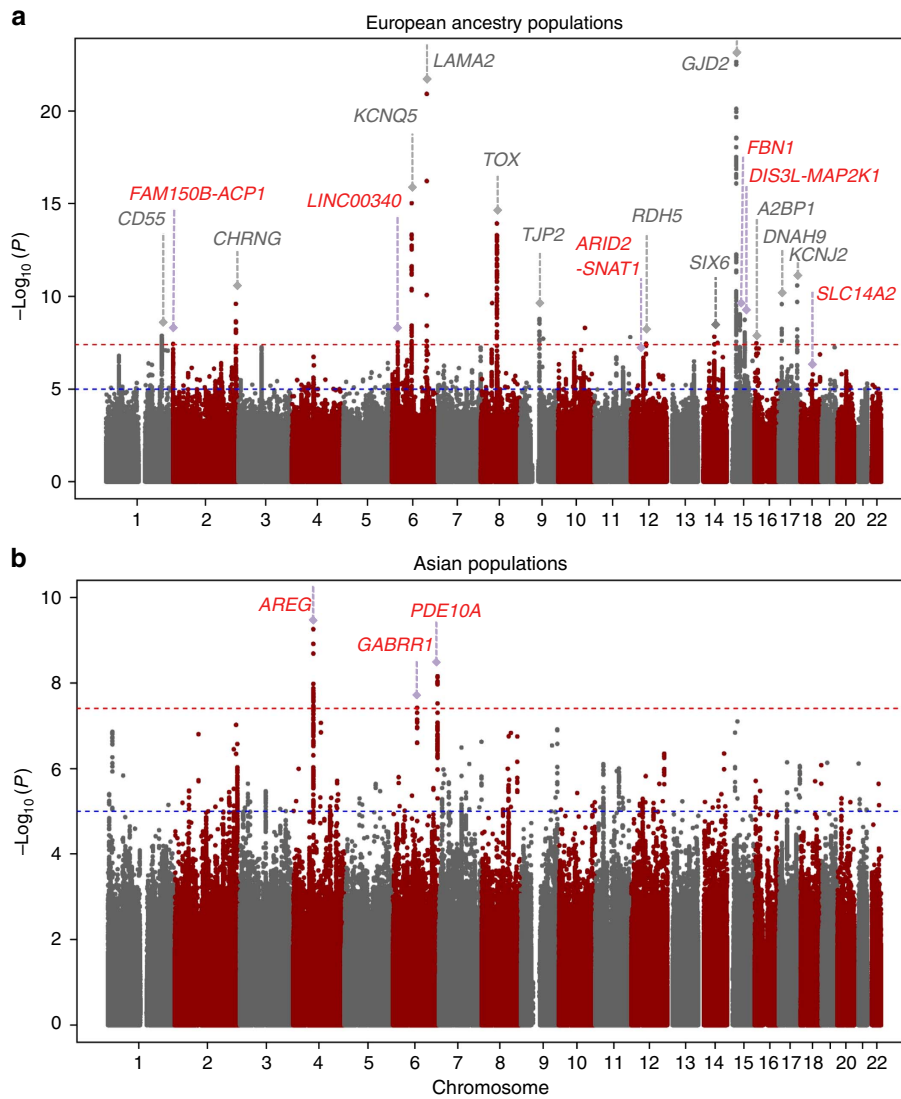 a
European ancestry populations
LAMA2
GJD2
KCNQ5
TOX
FBN1
FAM150B-ACP1
LINC00340
DIS3L-MAP2K1
CD55
CHRNG
TJP2
ARID2
-SNAT1
RDH5
SIX6
A2BP1
DNAH9
KCNJ2
SLC14A2
–Log10 (P)
20
15
10
5
0
1 2 3 4 5 6 7 8 9 10 11 12 13 14 15 16 17 18 20 22
b
Asian populations
AREG
PDE10A
GABRR1
–Log10 (P)
10
8
6
4
2
0
1 2 3 4 5 6 7 8 9 10 11 12 13 14 15 16 17 18 20 22
Chromosome